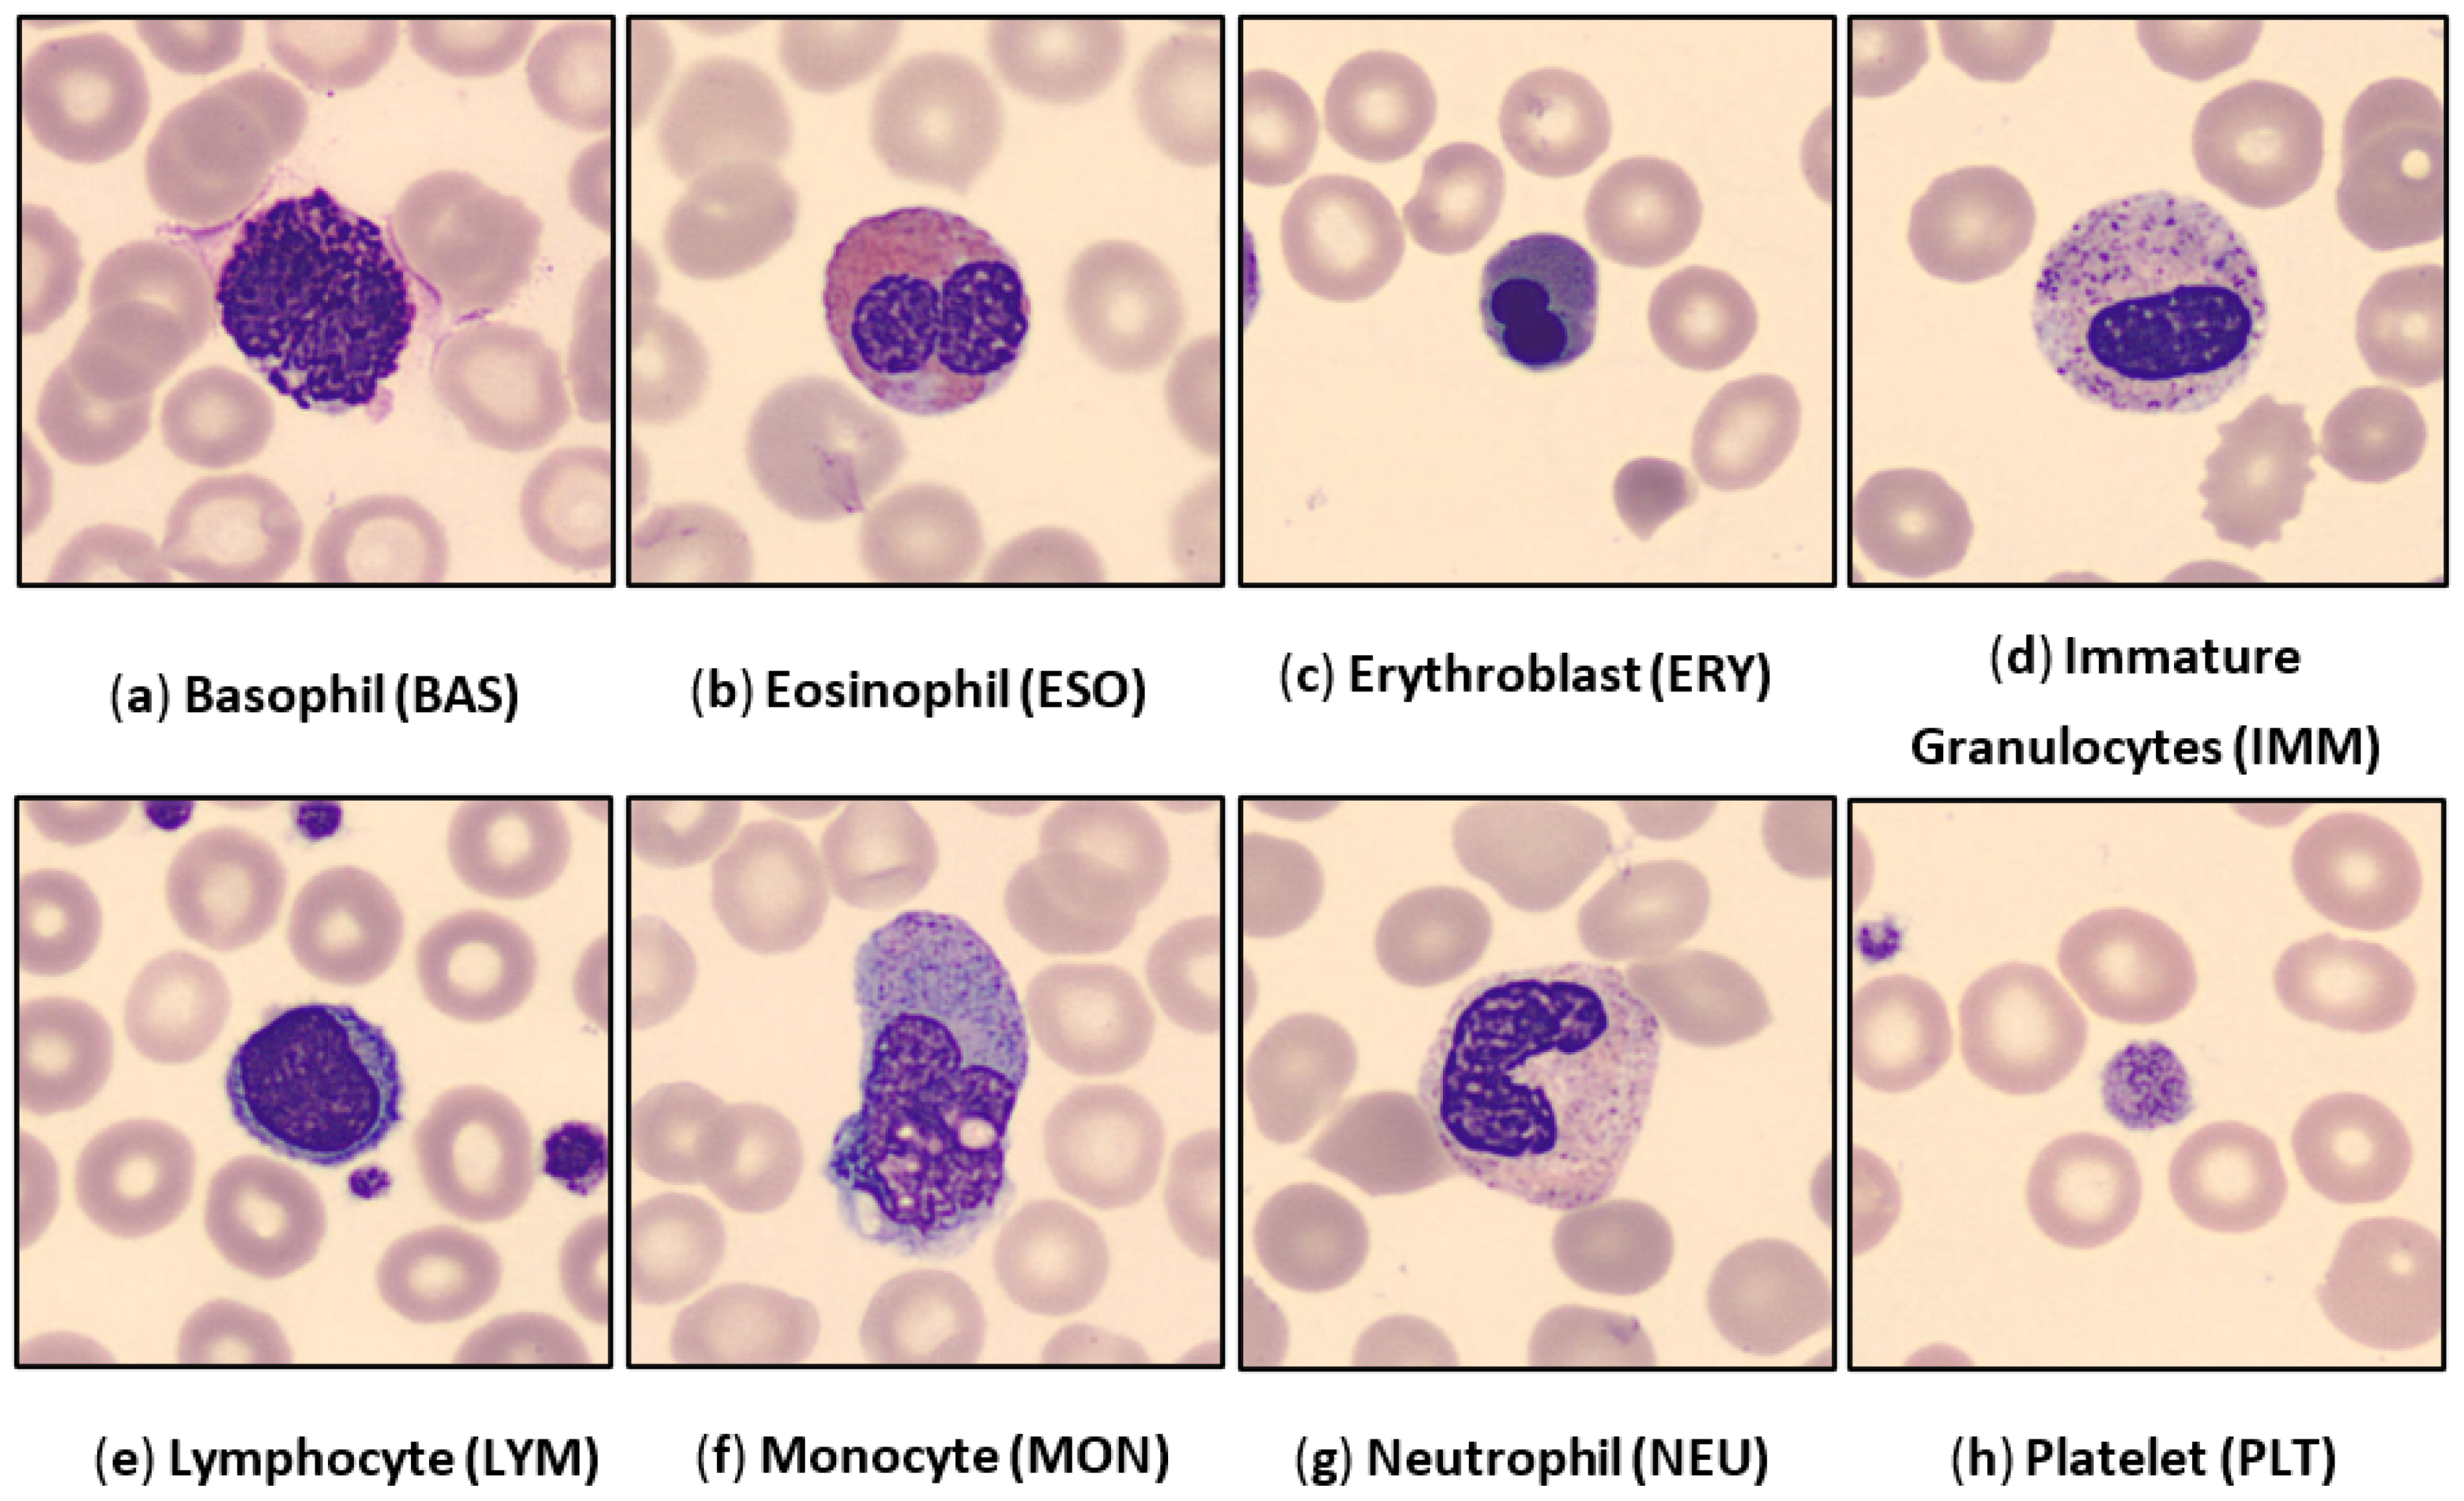 (a) Basophil (BAS)
(b) Eosinophil (ESO)
(c) Erythroblast (ERY)
(d) Immature
Granulocytes (IMM)
(e) Lymphocyte (LYM)
(f) Monocyte (MON)
(g) Neutrophil (NEU)
(h) Platelet (PLT)